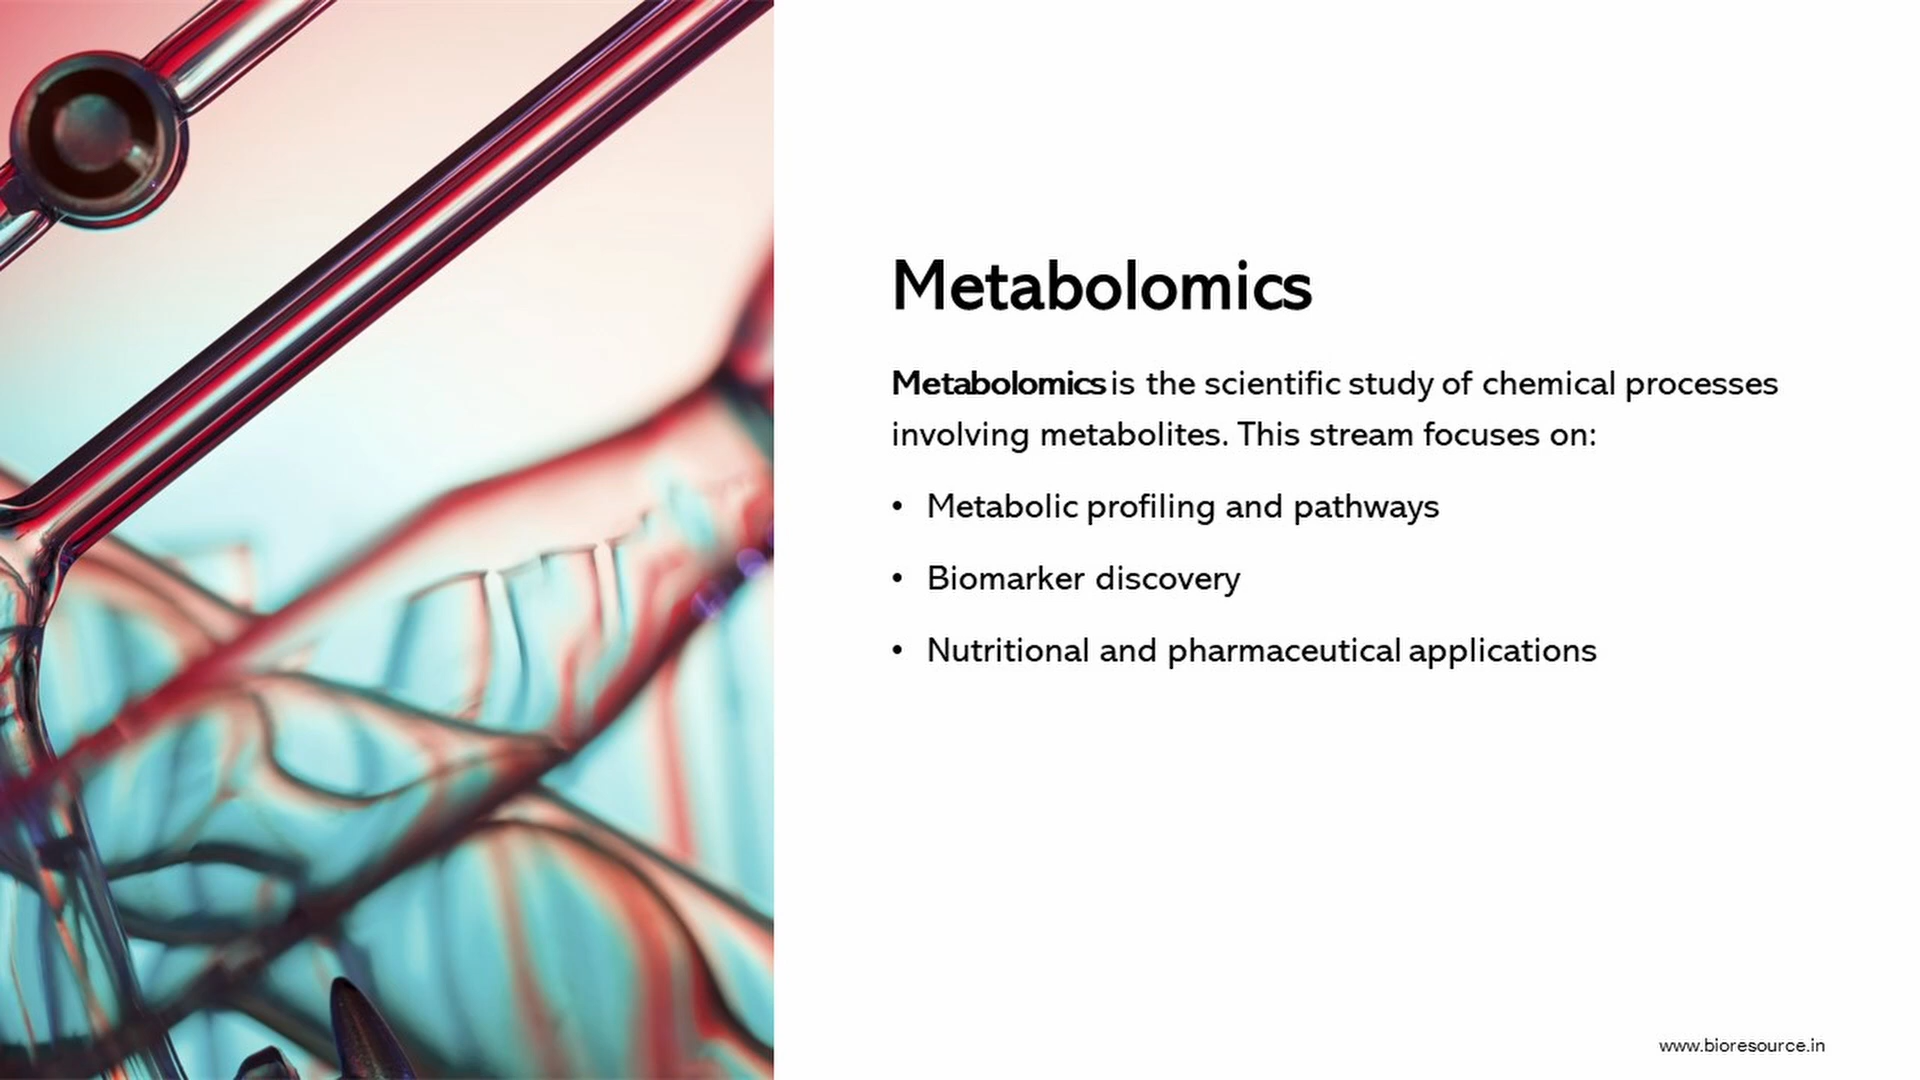 Metabolomics
Metabolomics is the scientific study of chemical processes
involving metabolites. This stream focuses on:
• Metabolic profiling and pathways
• Biomarker discovery
• Nutritional and pharmaceutical applications
www.bioresource.in